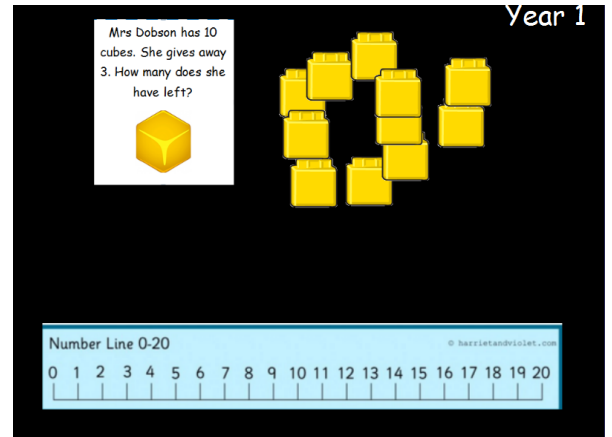 Year 1
Mrs Dobson has 10
cubes. She gives away
3. How many does she
have left?
Number Line 0-20
© harrietandviolet.com
0 1 2 3 4 5 6 7 8 9 10 11 12 13 14 15 16 17 18 19 20